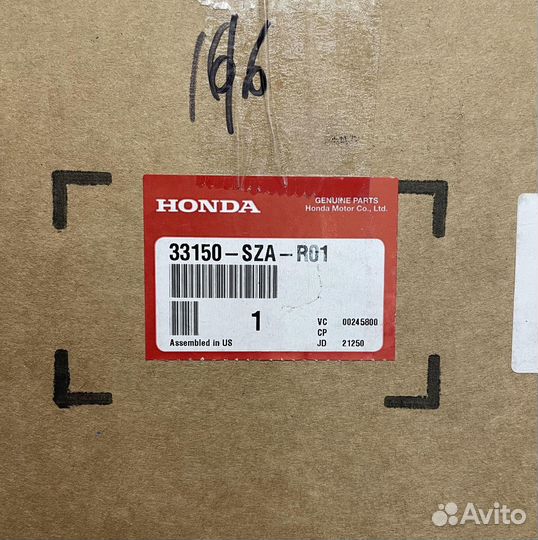 166
HONDA
GENUINE PARTS
Honda Motor Co., Ltd.
33150-SZA-R01
1
VC 00245800
CP
JD 21250
Assembled in US
Avito